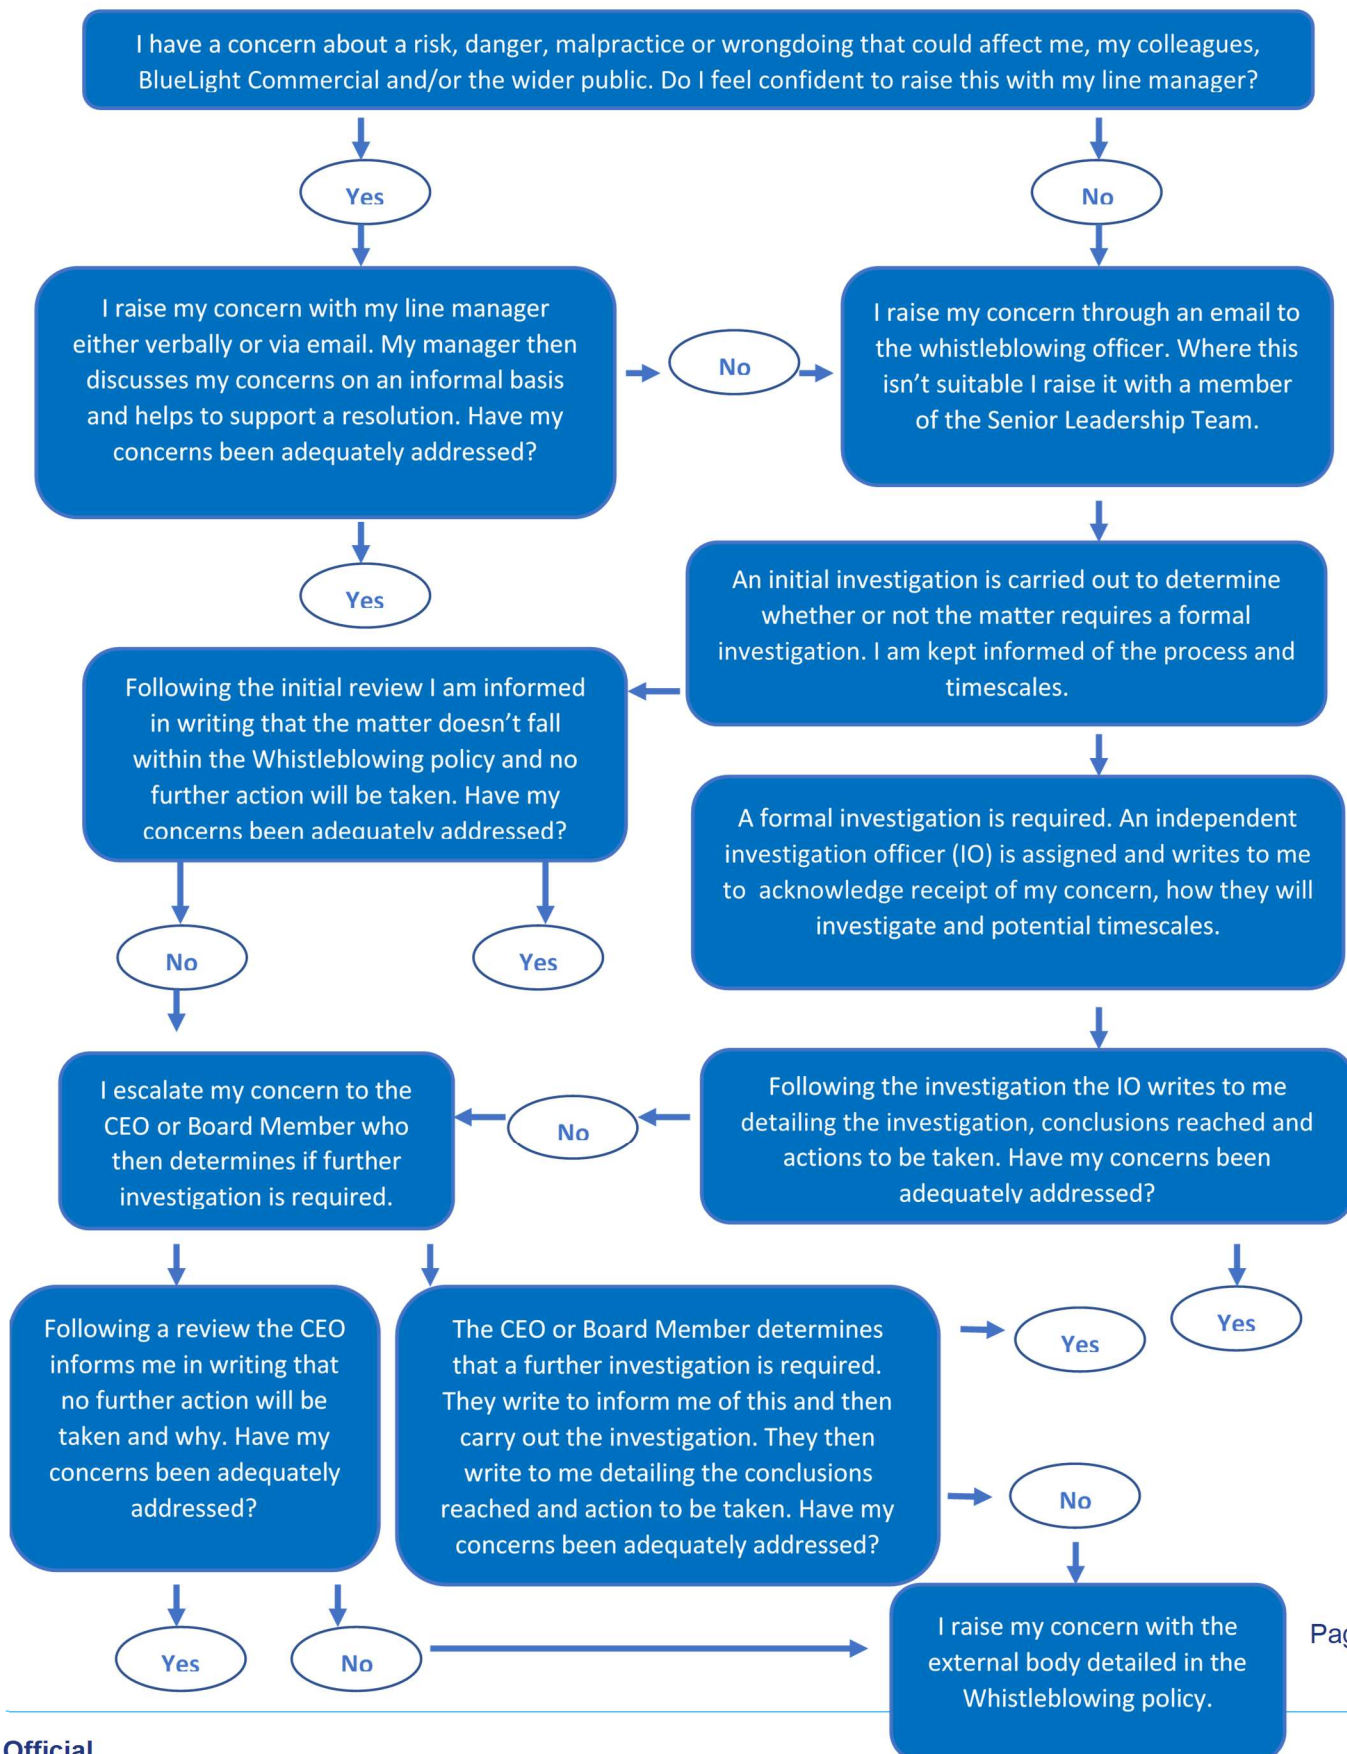 I have a concern about a risk, danger, malpractice or wrongdoing that could affect me, my colleagues,
BlueLight Commercial and/or the wider public. Do I feel confident to raise this with my line manager?
Yes
No
I raise my concern with my line manager
either verbally or via email. My manager then
discusses my concerns on an informal basis
and helps to support a resolution. Have my
concerns been adequately addressed?
No
I raise my concern through an email to
the whistleblowing officer. Where this
isn’t suitable I raise it with a member
of the Senior Leadership Team.
Yes
An initial investigation is carried out to determine
whether or not the matter requires a formal
investigation. I am kept informed of the process and
timescales.
Following the initial review I am informed
in writing that the matter doesn’t fall
within the Whistleblowing policy and no
further action will be taken. Have my
concerns been adequately addressed?
A formal investigation is required. An independent
investigation officer (IO) is assigned and writes to me
to acknowledge receipt of my concern, how they will
investigate and potential timescales.
No
Yes
I escalate my concern to the
CEO or Board Member who
then determines if further
investigation is required.
No
Following the investigation the IO writes to me
detailing the investigation, conclusions reached and
actions to be taken. Have my concerns been
adequately addressed?
Following a review the CEO
informs me in writing that
no further action will be
taken and why. Have my
concerns been adequately
addressed?
The CEO or Board Member determines
that a further investigation is required.
They write to inform me of this and then
carry out the investigation. They then
write to me detailing the conclusions
reached and action to be taken. Have my
concerns been adequately addressed?
Yes
Yes
No
Yes
No
I raise my concern with the
external body detailed in the
Whistleblowing policy.
Pag
Official